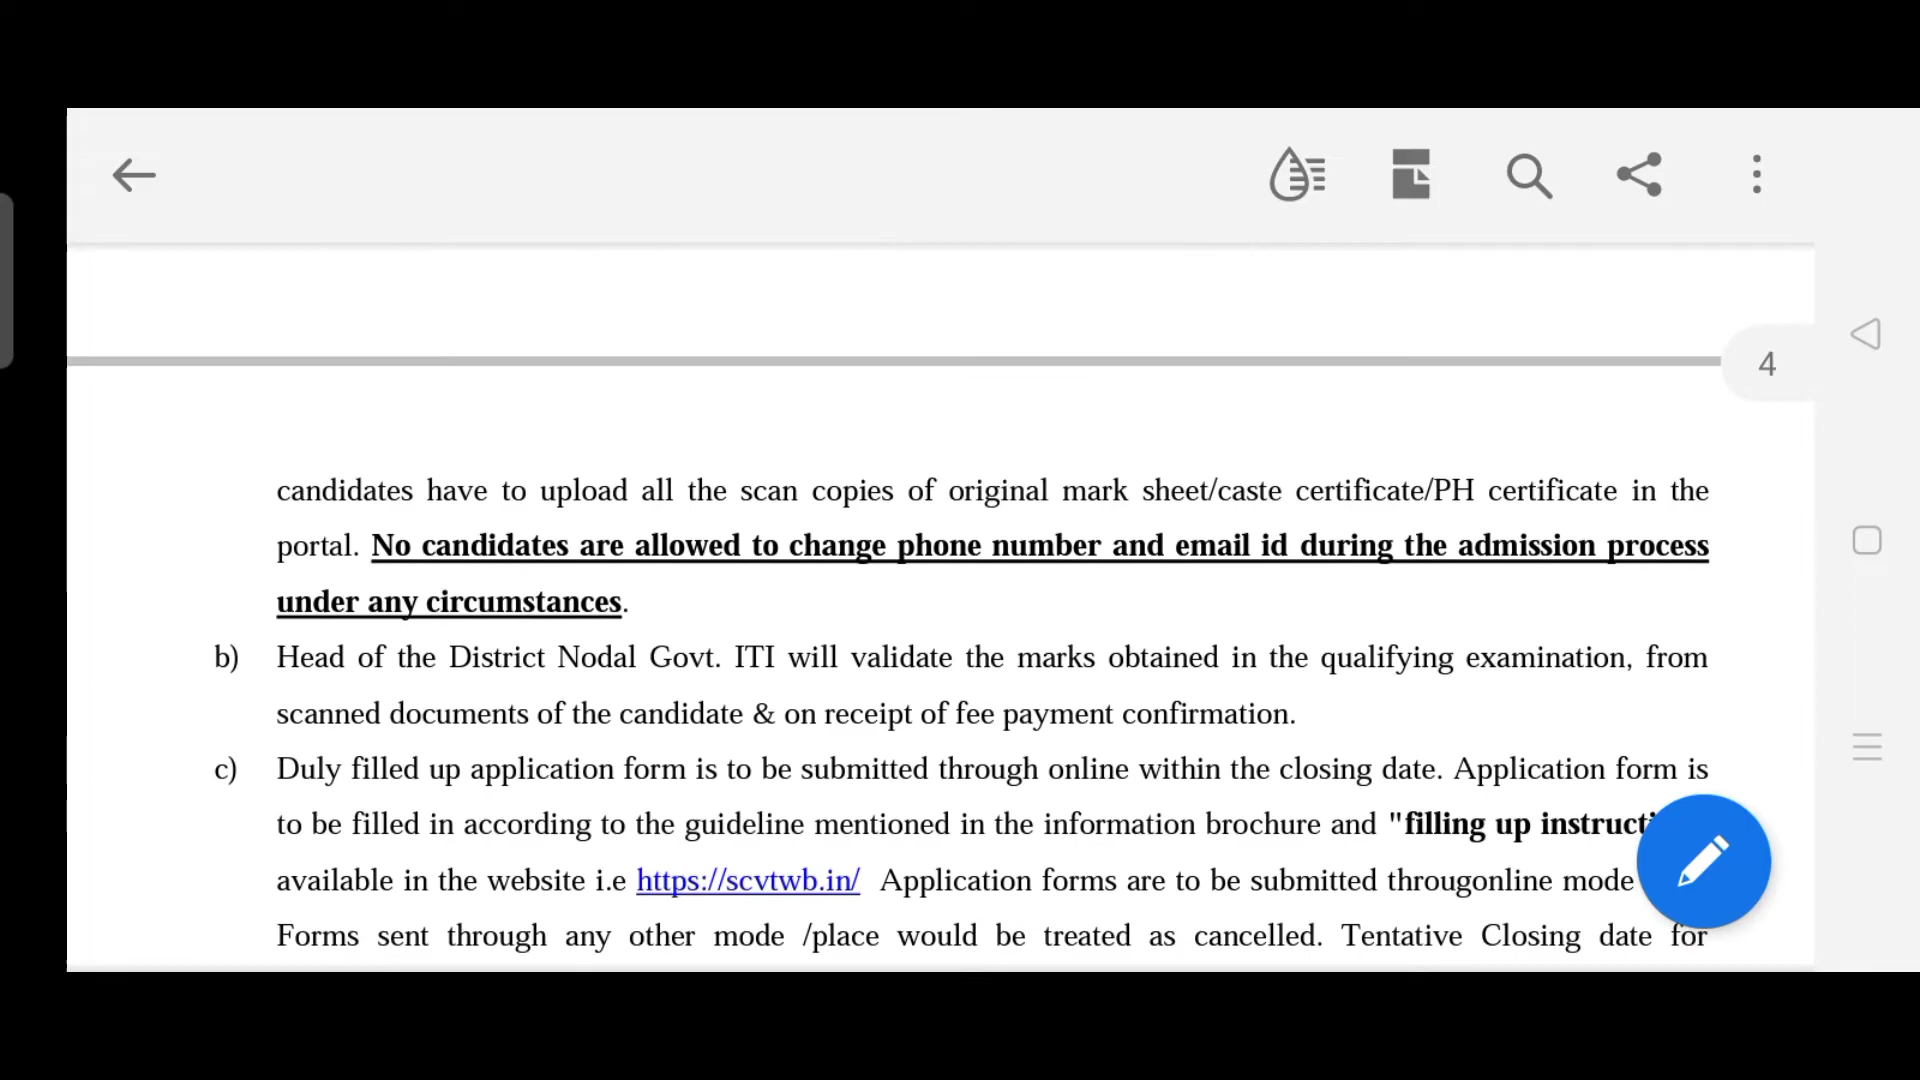 4
candidates have to upload all the scan copies of original mark sheet/caste certificate/PH certificate in the
portal. No candidates are allowed to change phone number and email id during the admission process
under any circumstances.
b) Head of the District Nodal Govt. ITI will validate the marks obtained in the qualifying examination, from
scanned documents of the candidate & on receipt of fee payment confirmation.
c) Duly filled up application form is to be submitted through online within the closing date. Application form is
to be filled in according to the guideline mentioned in the information brochure and "filling up
available in the website i.e https://scvtwb.in/ Application forms are to be submitted througonline mode
Forms sent through any other mode /place would be treated as cancelled. Tentative Closing date for